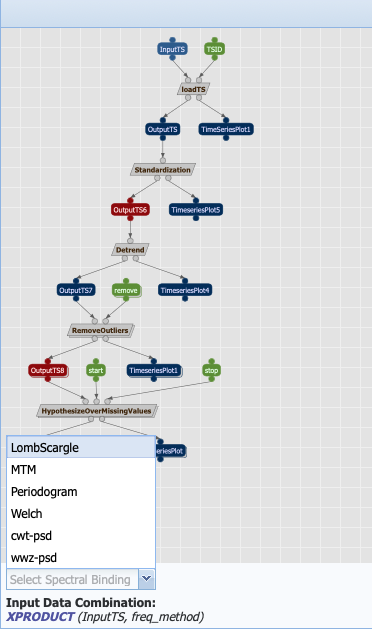 InputTS TSID
loadTS
OutputTS TimeSeriesPlot1
Standardization
OutputTS6 TimeseriesPlot5
Detrend
OutputTS7 remove TimeseriesPlot4
RemoveOutliers
OutputTS8 start TimeseriesPlot1 stop
HypothesizeOverMissingValues
LombScargle
MTM
Periodogram
Welch
cwt-psd
wwz-psd
Select Spectral Binding
Input Data Combination:
XPRODUCT (InputTS, freq_method)